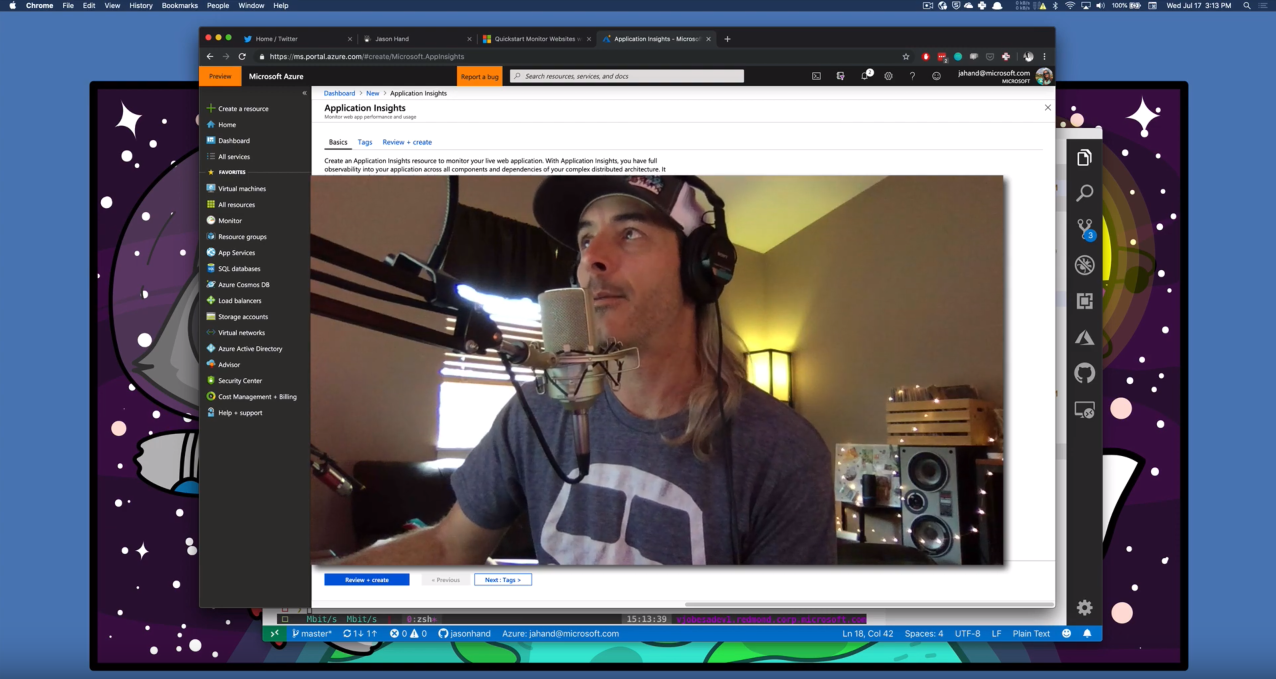 Chrome File Edit View History Bookmarks People Window Help
100% Wed Jul 17 3:13 PM
Home / Twitter
Jason Hand
Quickstart Monitor Websites w
Application Insights - Microsof
https://ms.portal.azure.com/#create/Microsoft.AppInsights
Preview
Microsoft Azure
Report a bug
Search resources, services, and docs
2
jahand@microsoft.com
MICROSOFT
Create a resource
Home
Dashboard
All services
FAVORITES
Virtual machines
All resources
Monitor
Resource groups
App Services
SQL databases
Azure Cosmos DB
Load balancers
Storage accounts
Virtual networks
Azure Active Directory
Advisor
Security Center
Cost Management + Billing
Help + support
Dashboard > New > Application Insights
Application Insights
Monitor web app performance and usage
Basics Tags Review + create
Create an Application Insights resource to monitor your live web application. With Application Insights, you have full
observability into your application across all components and dependencies of your complex distributed architecture. It
Review + create
< Previous
Next : Tags >
3
Mbit/s Mbit/s 0:zsh* 15:13:39
master* 1↓ 1↑ 0 0 jasonhand Azure: jahand@microsoft.com
Ln 18, Col 42 Spaces: 4 UTF-8 LF Plain Text